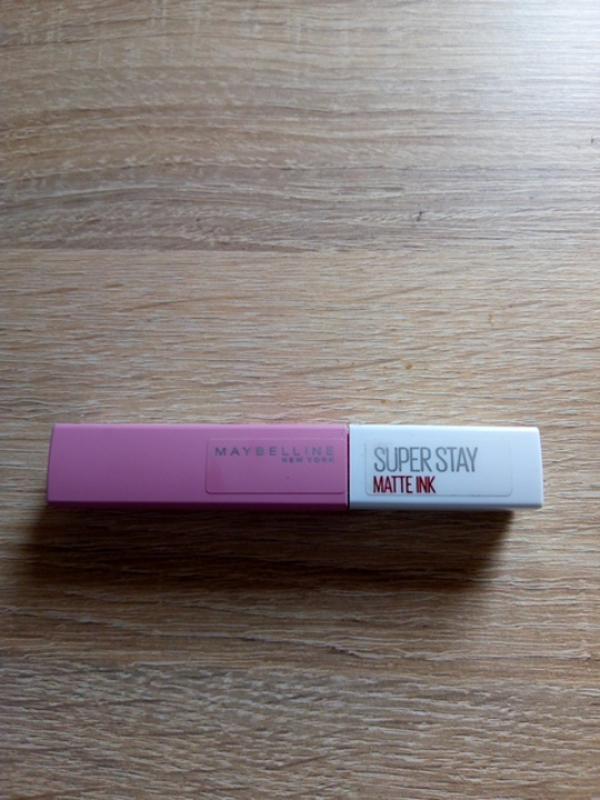 MAYBELLINE
NEW YORK
SUPER STAY
MATTE INK